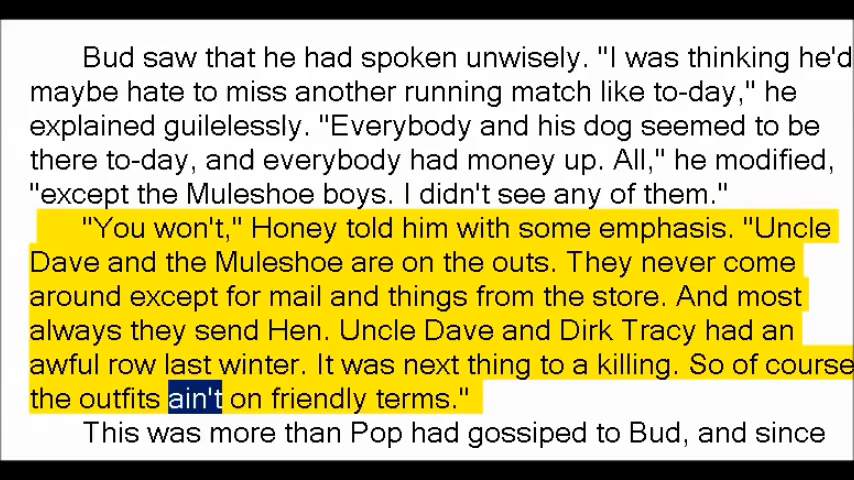 Bud saw that he had spoken unwisely. "I was thinking he'd
maybe hate to miss another running match like to-day," he
explained guilelessly. "Everybody and his dog seemed to be
there to-day, and everybody had money up. All," he modified,
"except the Muleshoe boys. I didn't see any of them."
"You won't," Honey told him with some emphasis. "Uncle
Dave and the Muleshoe are on the outs. They never come
around except for mail and things from the store. And most
always they send Hen. Uncle Dave and Dirk Tracy had an
awful row last winter. It was next thing to a killing. So of course
the outfits ain't on friendly terms."
This was more than Pop had gossiped to Bud, and since